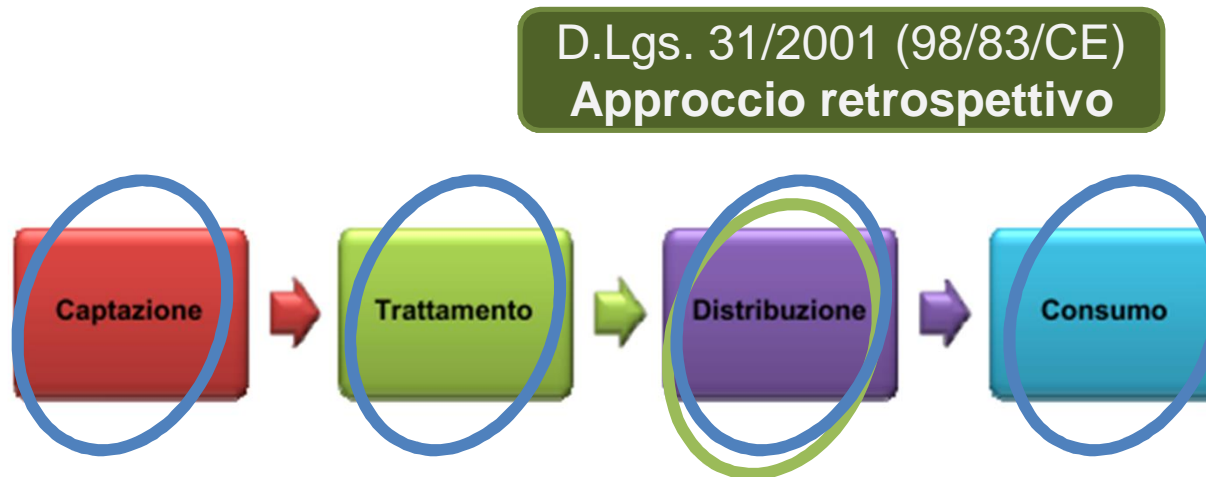 D.Lgs. 31/2001 (98/83/CE)
Approccio retrospettivo
Captazione
Trattamento
Distribuzione
Consumo